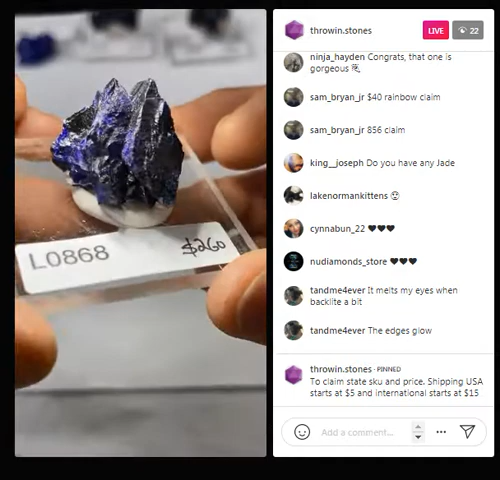 L0868
$260
throwin.stones
LIVE
22
ninja_hayden Congrats, that one is
gorgeous
sam_bryan_jr $40 rainbow claim
sam_bryan_jr 856 claim
king__joseph Do you have any Jade
lakenormankittens
cynnabun_22 ♥♥♥
nudiamonds_store ♥♥♥
tandme4ever It melts my eyes when
backlite a bit
tandme4ever The edges glow
throwin.stones · PINNED
To claim state sku and price. Shipping USA
starts at $5 and international starts at $15
Add a comment...